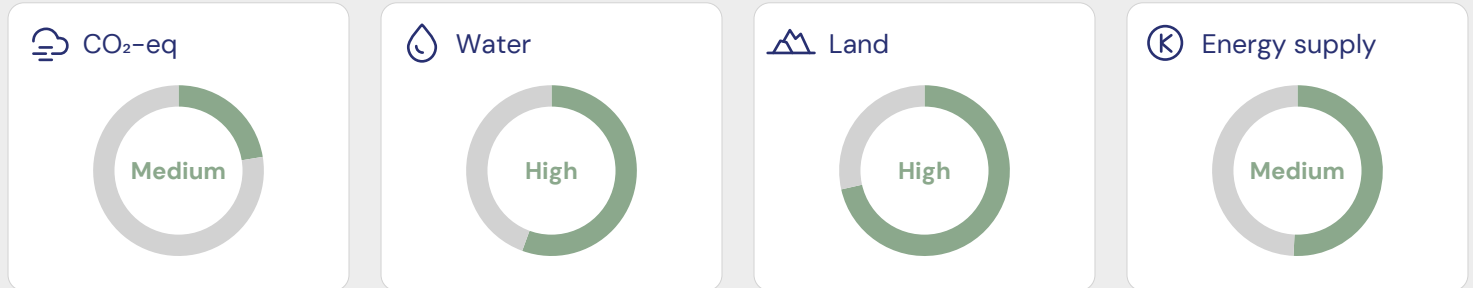 CO₂-eq
Medium
Water
High
Land
High
Energy supply
Medium